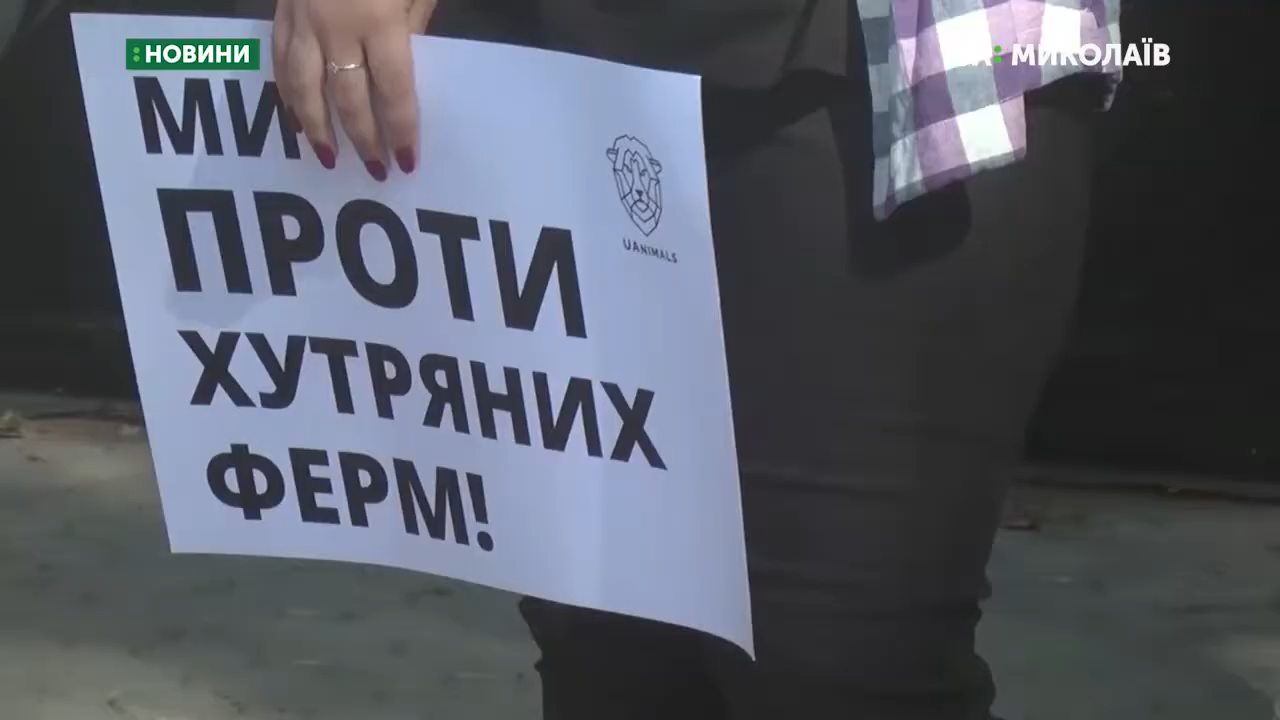 :НОВИНИ
: МИКОЛАЇВ
МИ
ПРОТИ
ХУТРЯНИХ
ФЕРМ!
UANIMALS